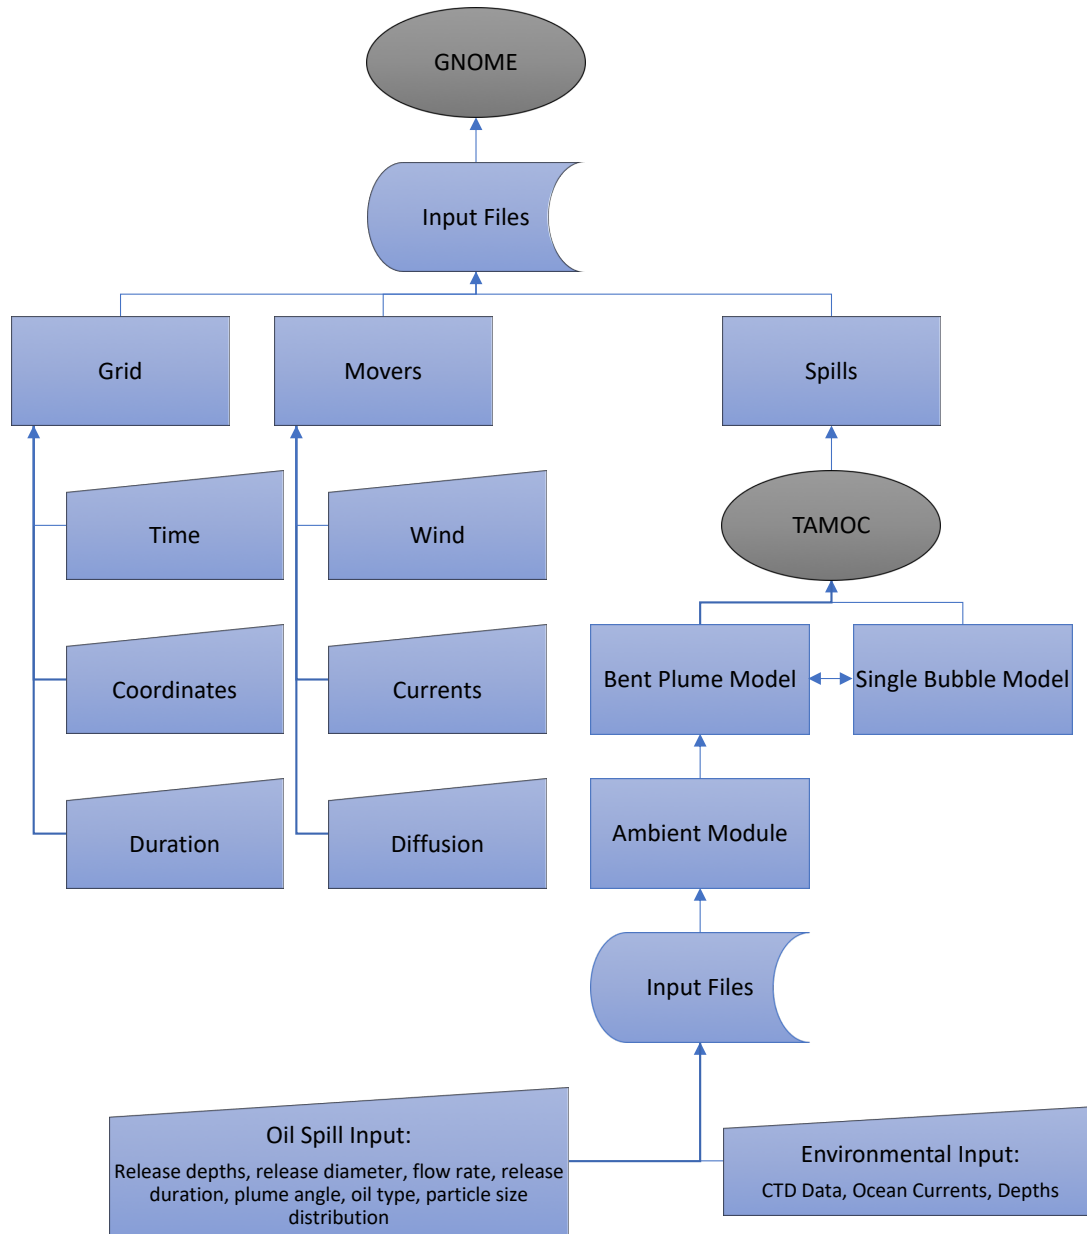 GNOME
Input Files
Grid
Movers
Spills
Time
Wind
TAMOC
Coordinates
Currents
Bent Plume Model
Single Bubble Model
Duration
Diffusion
Ambient Module
Input Files
Oil Spill Input:
Release depths, release diameter, flow rate, release
duration, plume angle, oil type, particle size
distribution
Environmental Input:
CTD Data, Ocean Currents, Depths